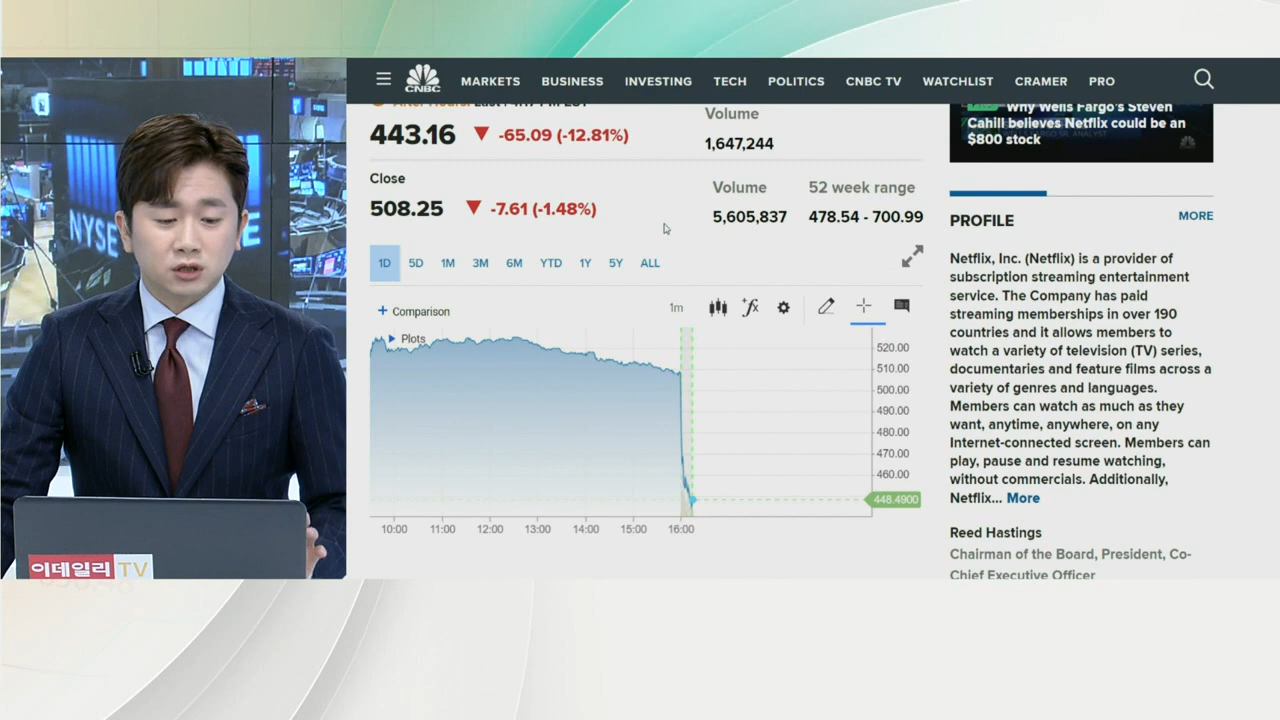 CNBC
MARKETS BUSINESS INVESTING TECH POLITICS CNBC TV WATCHLIST CRAMER PRO
443.16 -65.09 (-12.81%)
Volume
1,647,244
Close
508.25 -7.61 (-1.48%)
Volume 52 week range
5,605,837 478.54 - 700.99
1D 5D 1M 3M 6M YTD 1Y 5Y ALL
+ Comparison
1m
Plots
520.00
510.00
500.00
490.00
480.00
470.00
460.00
448.4900
10:00 11:00 12:00 13:00 14:00 15:00 16:00
Why Wells Fargo's Steven
Cahill believes Netflix could be an
$800 stock
PROFILE MORE
Netflix, Inc. (Netflix) is a provider of
subscription streaming entertainment
service. The Company has paid
streaming memberships in over 190
countries and it allows members to
watch a variety of television (TV) series,
documentaries and feature films across a
variety of genres and languages.
Members can watch as much as they
want, anytime, anywhere, on any
Internet-connected screen. Members can
play, pause and resume watching,
without commercials. Additionally,
Netflix... More
Reed Hastings
Chairman of the Board, President, Co-
Chief Executive Officer
NYSE
이데일리 TV